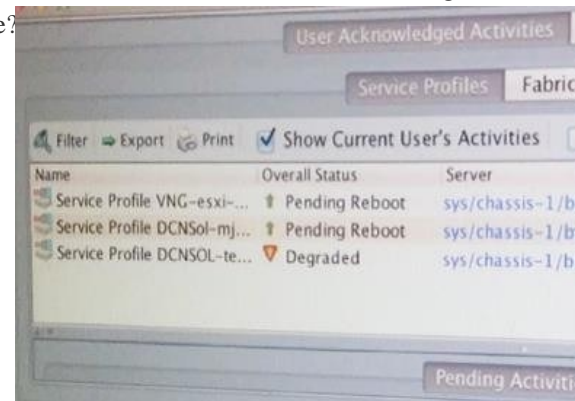 e?
User Acknowledged Activities
Service Profiles Fabric
Filter Export Print Show Current User's Activities
Name Overall Status Server
Service Profile VNG-esxi-... Pending Reboot sys/chassis-1/b
Service Profile DCNSol-mj... Pending Reboot sys/chassis-1/b
Service Profile DCNSOL-te... Degraded sys/chassis-1/b
Pending Activiti